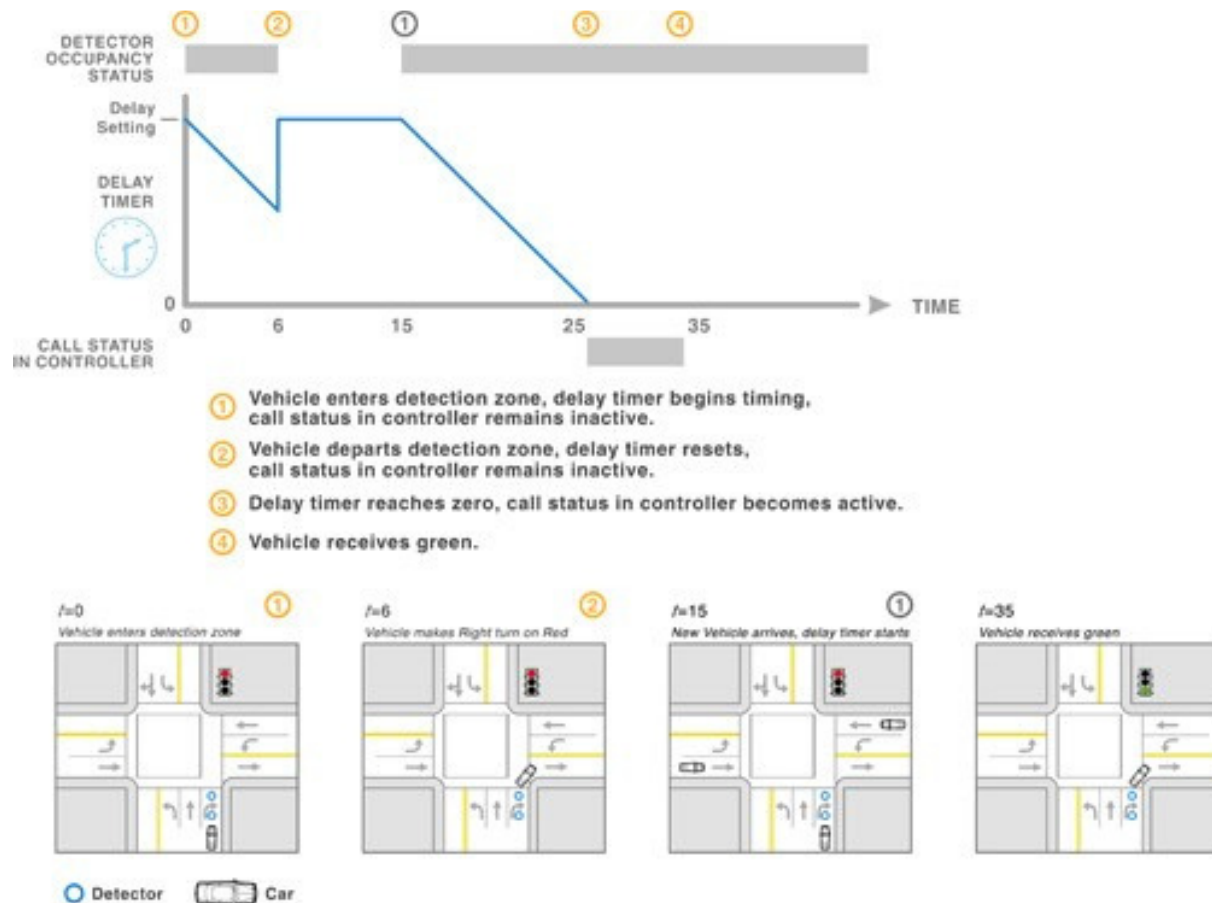 ① ② ① ③ ④
DETECTOR
OCCUPANCY
STATUS
Delay
Setting
DELAY
TIMER
0
TIME
0 6 15 25 35
CALL STATUS
IN CONTROLLER
① Vehicle enters detection zone, delay timer begins timing,
call status in controller remains inactive.
② Vehicle departs detection zone, delay timer resets,
call status in controller remains inactive.
③ Delay timer reaches zero, call status in controller becomes active.
④ Vehicle receives green.
t=0 ①
Vehicle enters detection zone
t=6 ②
Vehicle makes Right turn on Red
t=15 ①
New Vehicle arrives, delay timer starts
t=35
Vehicle receives green
Detector
Car